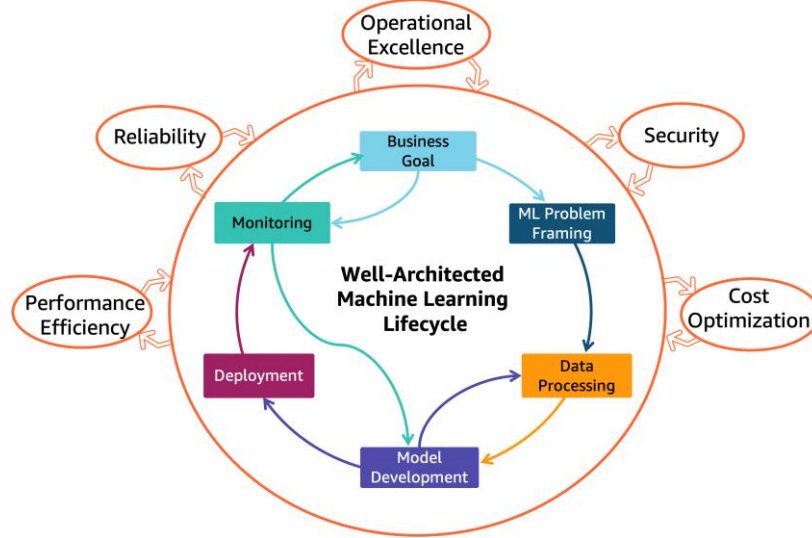 Operational
Excellence
Reliability
Security
Business
Goal
Monitoring
ML Problem
Framing
Well-Architected
Machine Learning
Lifecycle
Performance
Efficiency
Cost
Optimization
Deployment
Data
Processing
Model
Development